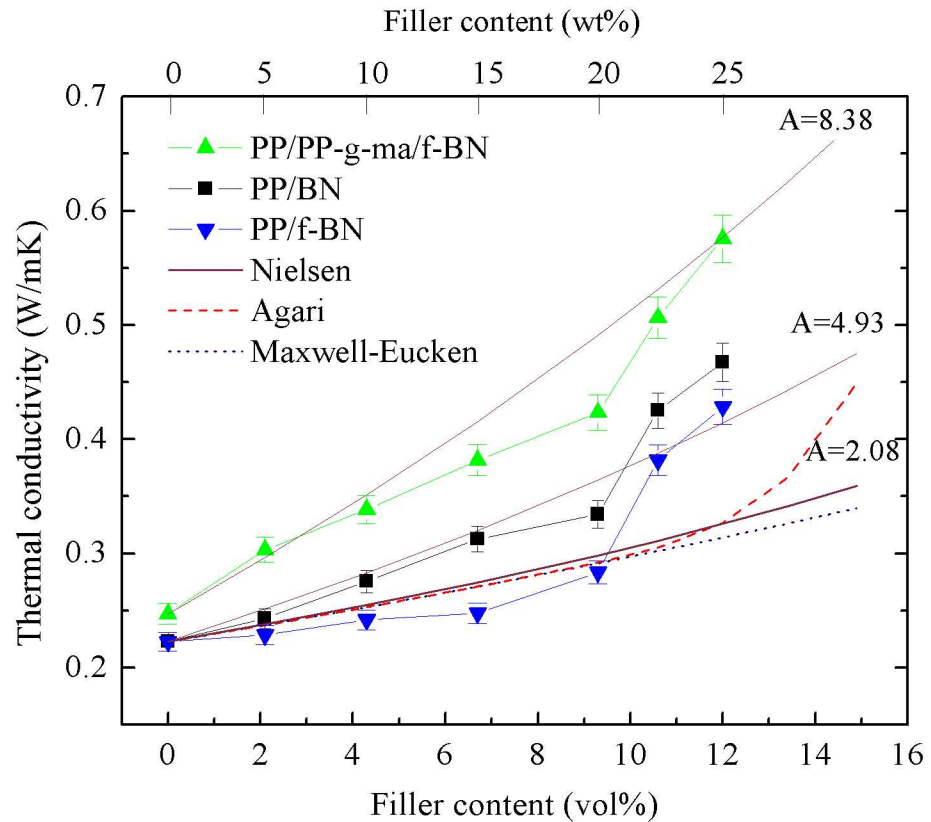 Filler content (wt%)
0 5 10 15 20 25
0.7
0.6
0.5
0.4
0.3
0.2
Thermal conductivity (W/mK)
PP/PP-g-ma/f-BN
PP/BN
PP/f-BN
Nielsen
Agari
Maxwell-Eucken
A=8.38
A=4.93
A=2.08
0 2 4 6 8 10 12 14 16
Filler content (vol%)